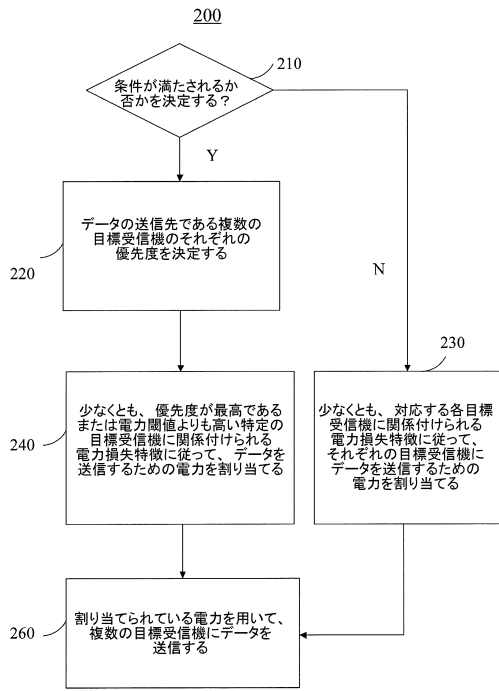 200
210
条件が満たされるか
否かを決定する？
Y
データの送信先である複数の
目標受信機のそれぞれの
優先度を決定する
220
N
230
少なくとも、優先度が最高である
または電力閾値よりも高い特定の
目標受信機に関係付けられる
電力損失特徴に従って、データを
送信するための電力を割り当てる
240
少なくとも、対応する各目標
受信機に関係付けられる
電力損失特徴に従って、
それぞれの目標受信機に
データを送信するための
電力を割り当てる
割り当てられている電力を用いて、
複数の目標受信機にデータを
送信する
260